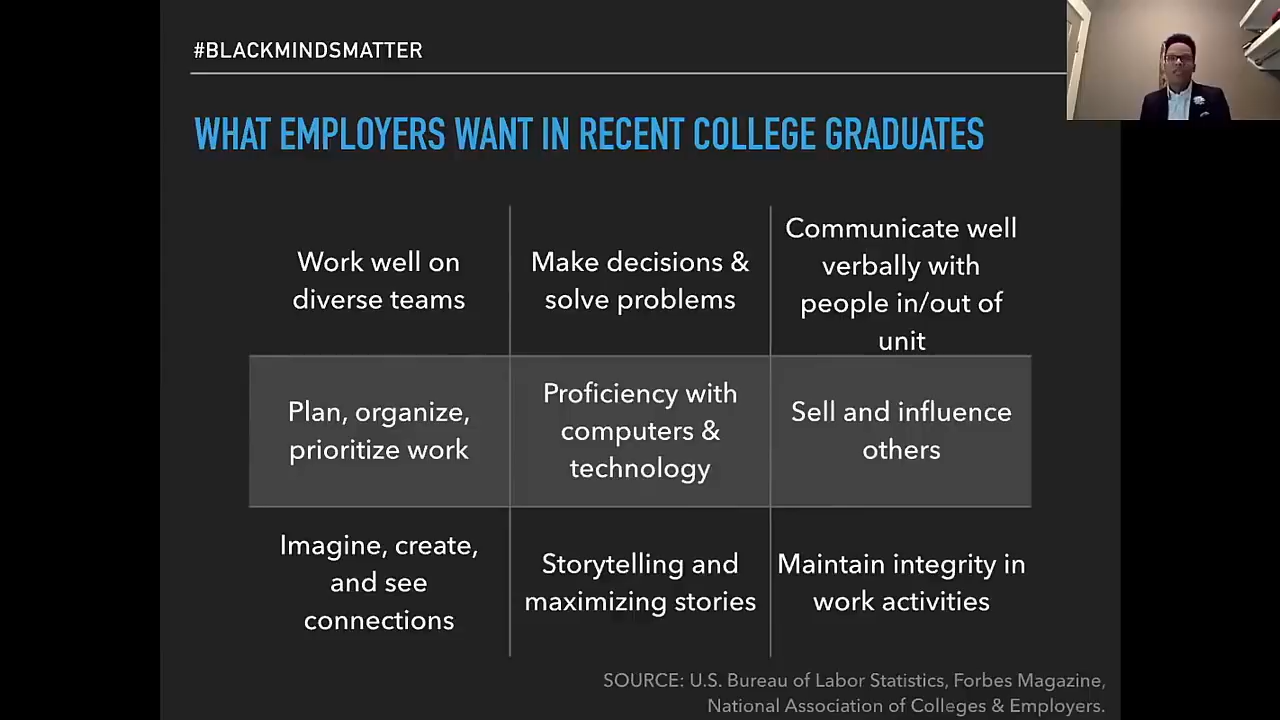 #BLACKMINDSMATTER
WHAT EMPLOYERS WANT IN RECENT COLLEGE GRADUATES
Work well on
diverse teams
Make decisions &
solve problems
Communicate well
verbally with
people in/out of
unit
Plan, organize,
prioritize work
Proficiency with
computers &
technology
Sell and influence
others
Imagine, create,
and see
connections
Storytelling and
maximizing stories
Maintain integrity in
work activities
SOURCE: U.S. Bureau of Labor Statistics, Forbes Magazine,
National Association of Colleges & Employers.